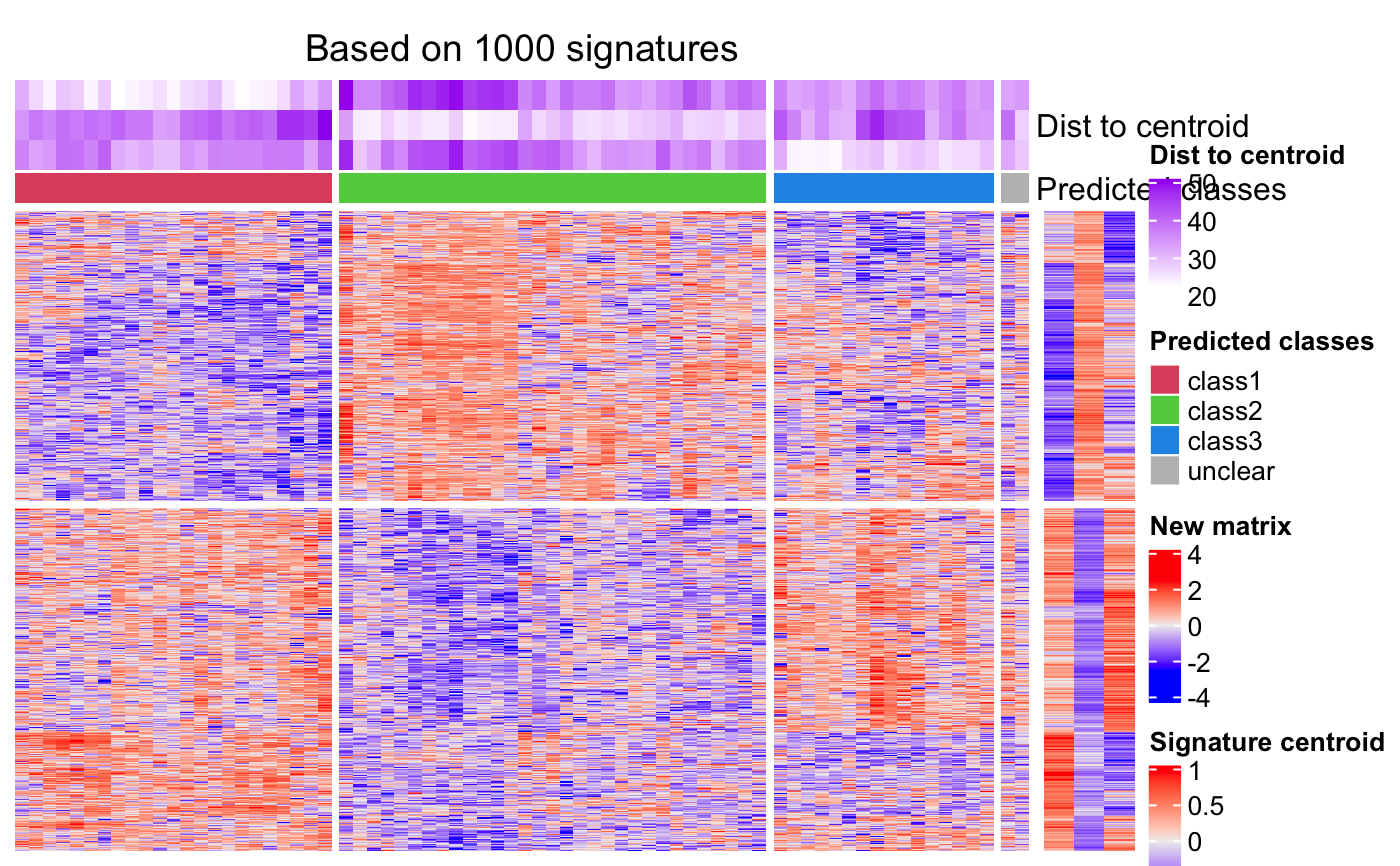 Based on 1000 signatures
Dist to centroid
Predicted classes
Dist to centroid
50
40
30
20
Predicted classes
class1
class2
class3
unclear
New matrix
4
2
0
-2
-4
Signature centroid
1
0.5
0